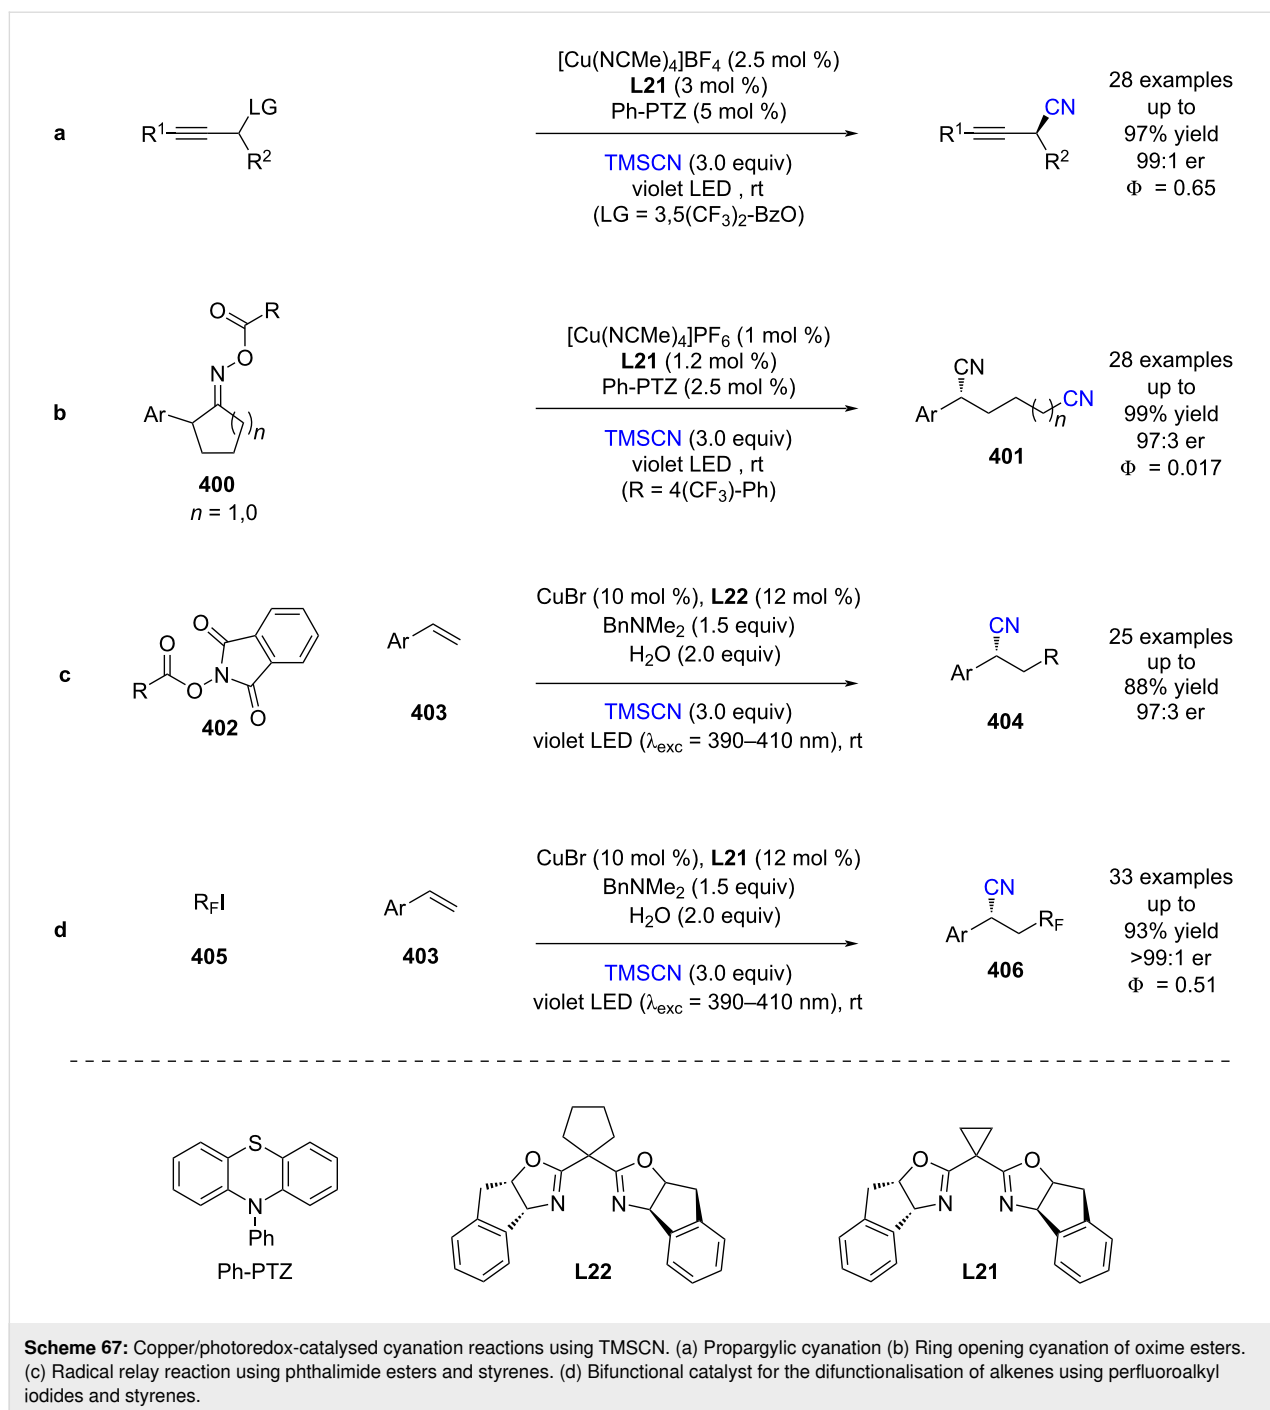 [Cu(NCMe)4]BF4 (2.5 mol %)
L21 (3 mol %)
Ph-PTZ (5 mol %)
a
R1
LG
R2
TMSCN (3.0 equiv)
violet LED , rt
(LG = 3,5(CF3)2-BzO)
R1
CN
R2
28 examples
up to
97% yield
99:1 er
Φ = 0.65
b
O
R
O
N
Ar
n
400
n = 1,0
[Cu(NCMe)4]PF6 (1 mol %)
L21 (1.2 mol %)
Ph-PTZ (2.5 mol %)
TMSCN (3.0 equiv)
violet LED , rt
(R = 4(CF3)-Ph)
CN
Ar
n
CN
401
28 examples
up to
99% yield
97:3 er
Φ = 0.017
c
O
R
O
N
O
O
402
Ar
403
CuBr (10 mol %), L22 (12 mol %)
BnNMe2 (1.5 equiv)
H2O (2.0 equiv)
TMSCN (3.0 equiv)
violet LED (λexc = 390–410 nm), rt
CN
Ar
R
404
25 examples
up to
88% yield
97:3 er
d
RFI
405
Ar
403
CuBr (10 mol %), L21 (12 mol %)
BnNMe2 (1.5 equiv)
H2O (2.0 equiv)
TMSCN (3.0 equiv)
violet LED (λexc = 390–410 nm), rt
CN
Ar
RF
406
33 examples
up to
93% yield
>99:1 er
Φ = 0.51
S
N
Ph
Ph-PTZ
O
N
O
N
L22
O
N
O
N
L21
Scheme 67: Copper/photoredox-catalysed cyanation reactions using TMSCN. (a) Propargylic cyanation (b) Ring opening cyanation of oxime esters.
(c) Radical relay reaction using phthalimide esters and styrenes. (d) Bifunctional catalyst for the difunctionalisation of alkenes using perfluoroalkyl
iodides and styrenes.